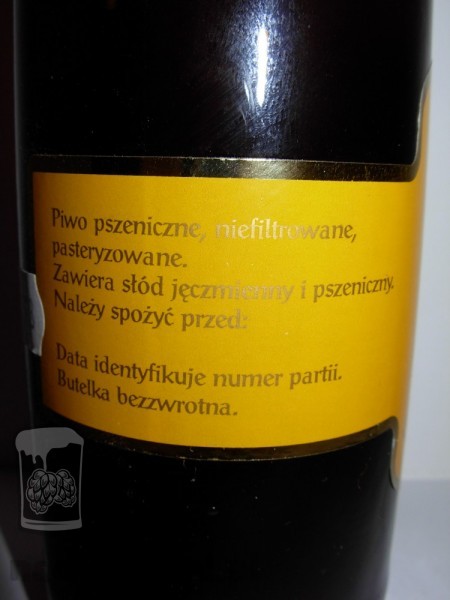 Piwo pszeniczne, niefiltrowane,
pasteryzowane.
Zawiera słód jęczmienny i pszeniczny.
Należy spożyć przed:
Data identyfikuje numer partii.
Butelka bezzwrotna.